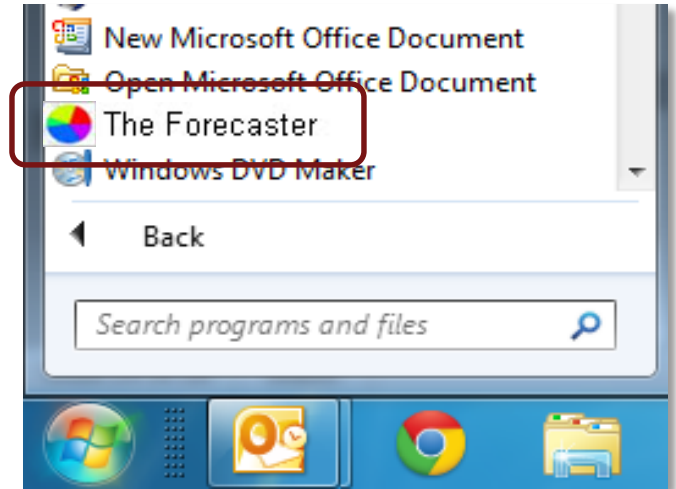 New Microsoft Office Document
Open Microsoft Office Document
The Forecaster
Windows DVD Maker
Back
Search programs and files